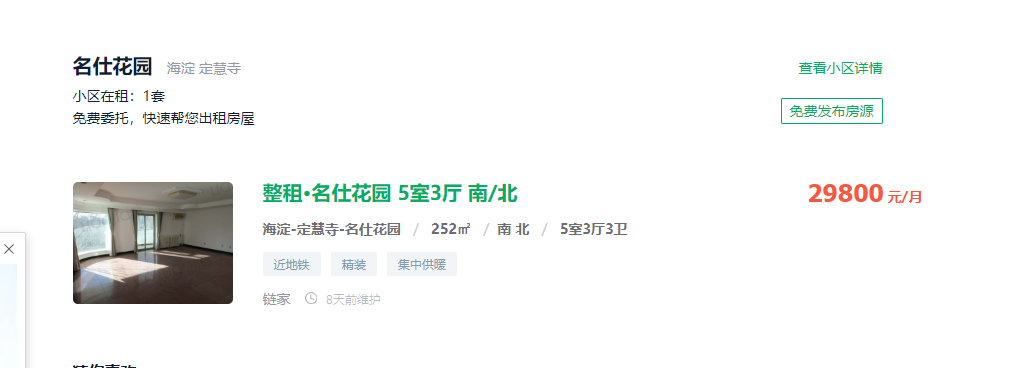 名仕花园 海淀 定慧寺 查看小区详情
小区在租：1套
免费委托，快速帮您出租房屋 免费发布房源
整租·名仕花园 5室3厅 南/北 29800 元/月
海淀-定慧寺-名仕花园 / 252㎡ / 南 北 / 5室3厅3卫
近地铁 精装 集中供暖
链家 8天前维护